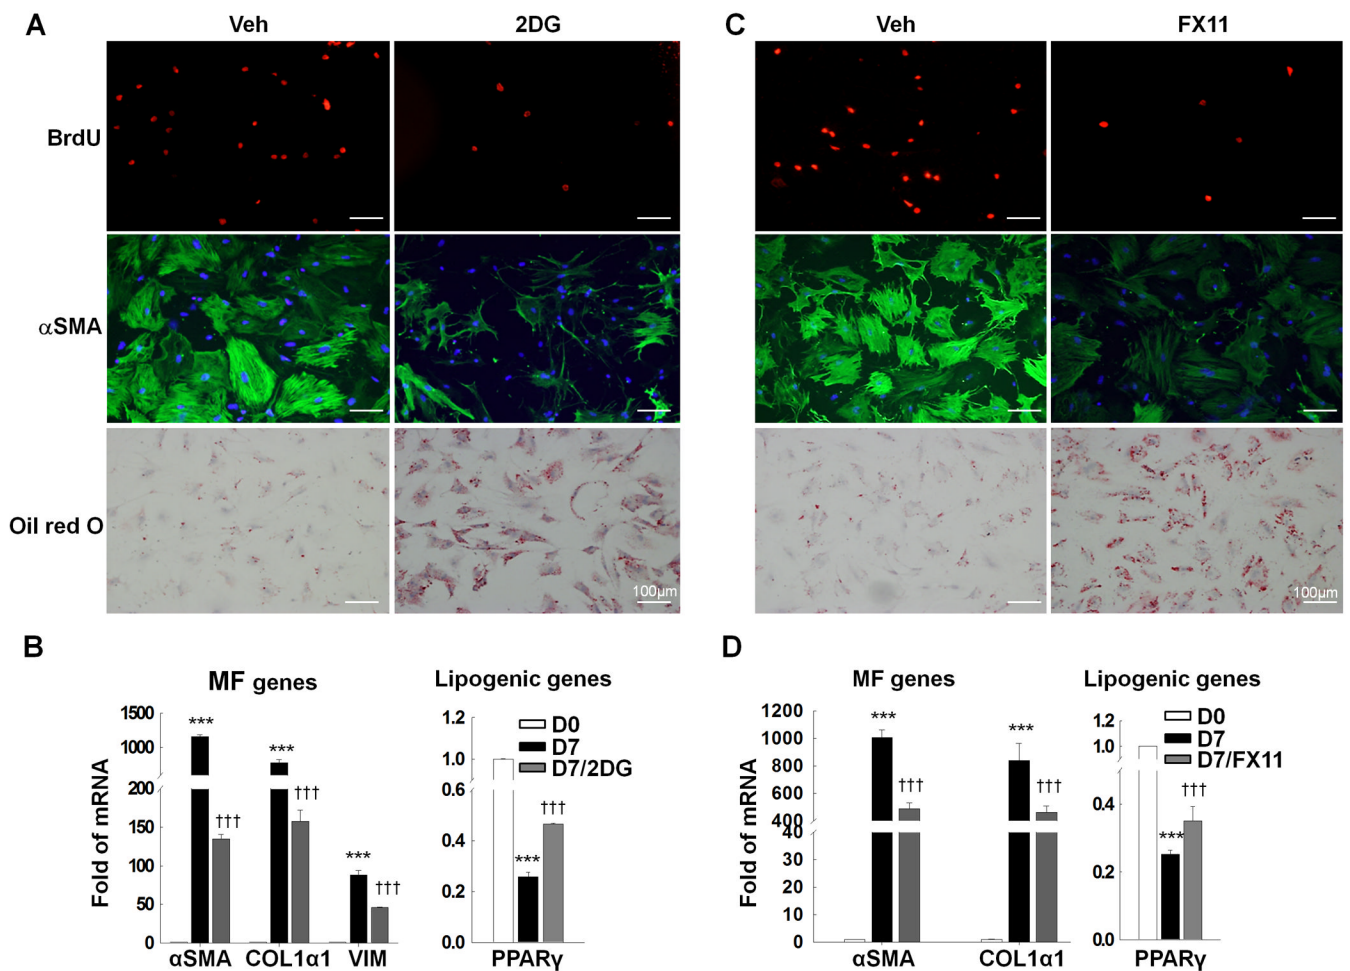 A
Veh
2DG
BrdU
αSMA
Oil red O
100μm
C
Veh
FX11
100μm
B
MF genes
Lipogenic genes
Fold of mRNA
1500
1000
200
150
100
50
0
***
†††
***
†††
***
†††
αSMA
COL1α1
VIM
1.2
1.0
0.6
0.4
0.2
0.0
D0
D7
D7/2DG
***
†††
PPARγ
D
MF genes
Lipogenic genes
Fold of mRNA
1200
1000
800
600
400
40
30
20
10
0
***
†††
***
†††
αSMA
COL1α1
1.2
1.0
0.4
0.2
0.0
D0
D7
D7/FX11
***
†††
PPARγ